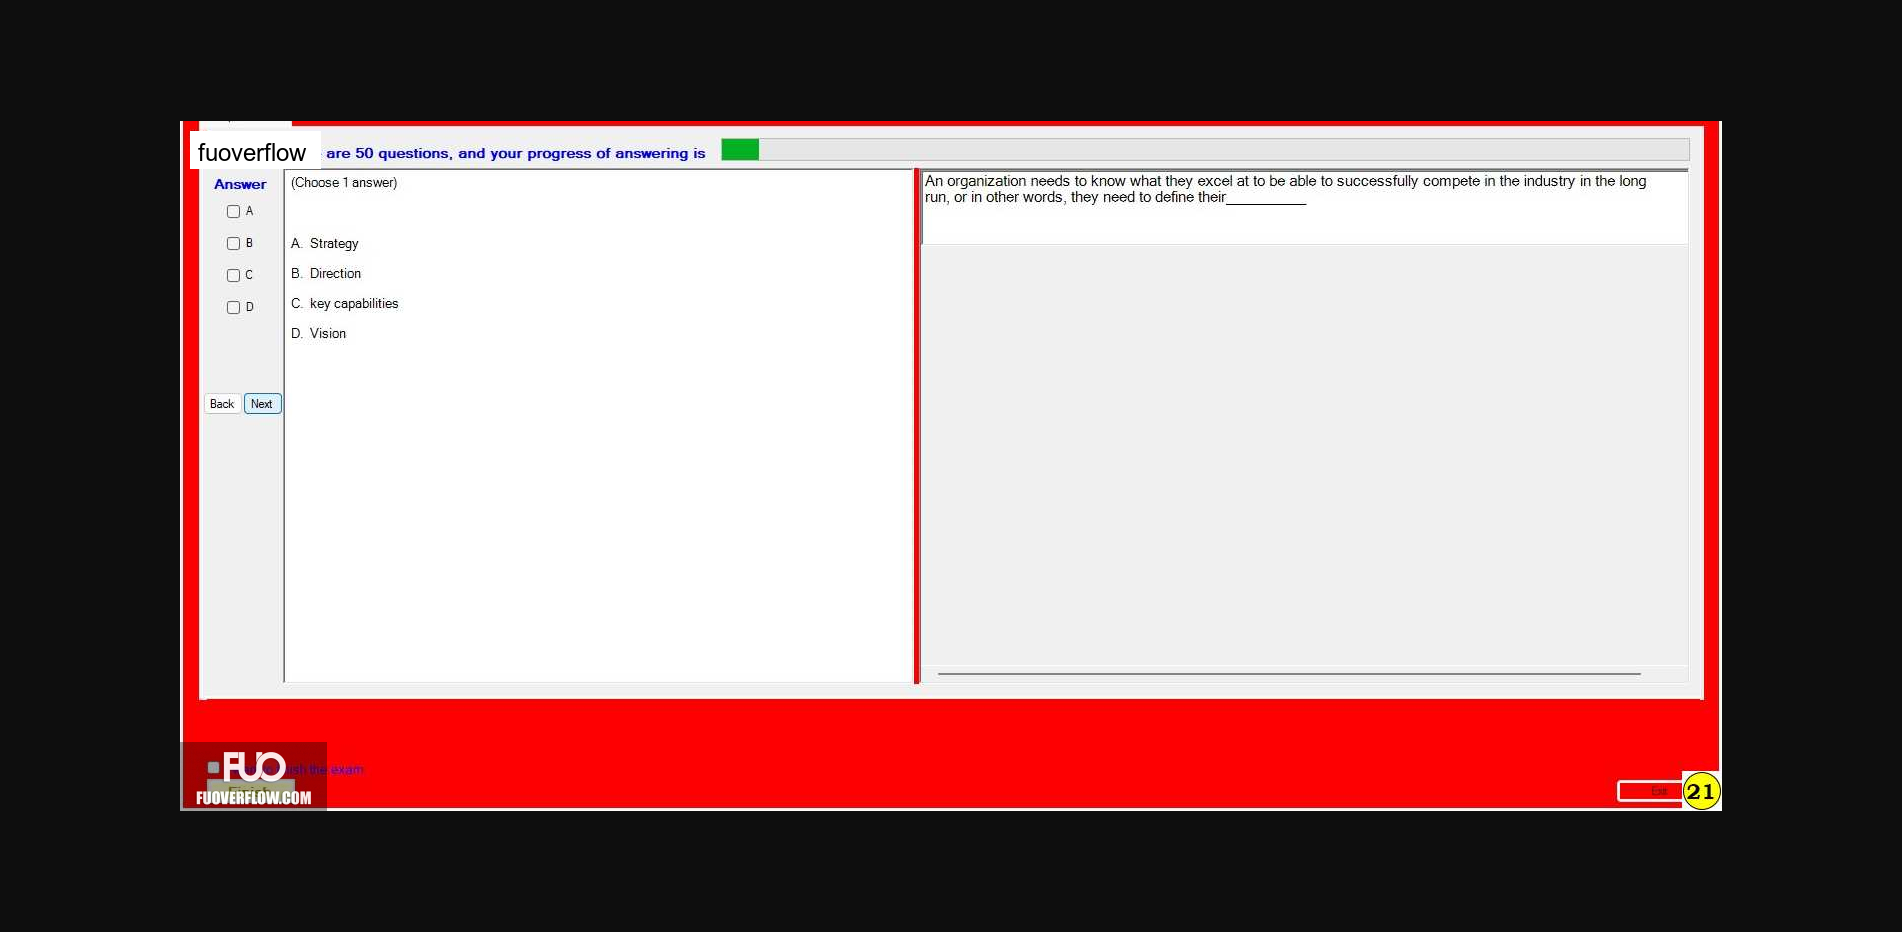 fuoverflow are 50 questions, and your progress of answering is
Answer
A
B
C
D
Back Next
(Choose 1 answer)
A. Strategy
B. Direction
C. key capabilities
D. Vision
An organization needs to know what they excel at to be able to successfully compete in the industry in the long
run, or in other words, they need to define their__________
the exam
Finish
FUO
FUOVERFLOW.COM
Exit
21